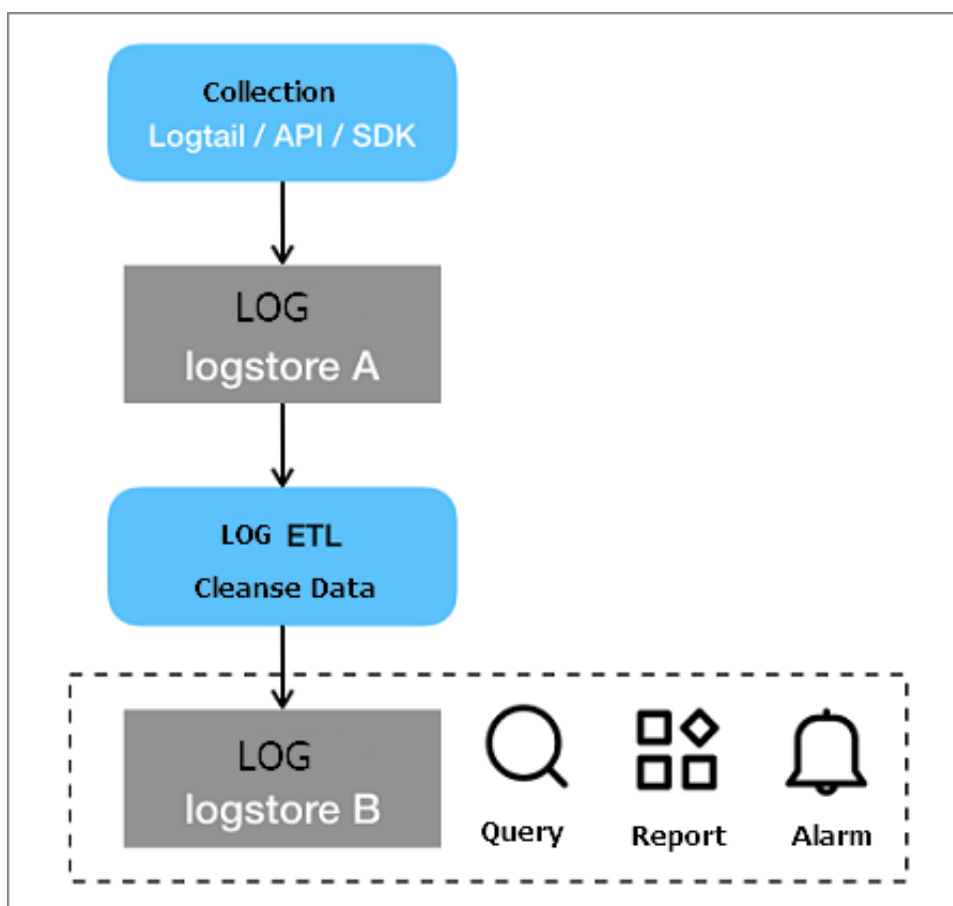 Collection
Logtail / API / SDK
LOG
logstore A
LOG ETL
Cleanse Data
LOG
logstore B
Query
Report
Alarm